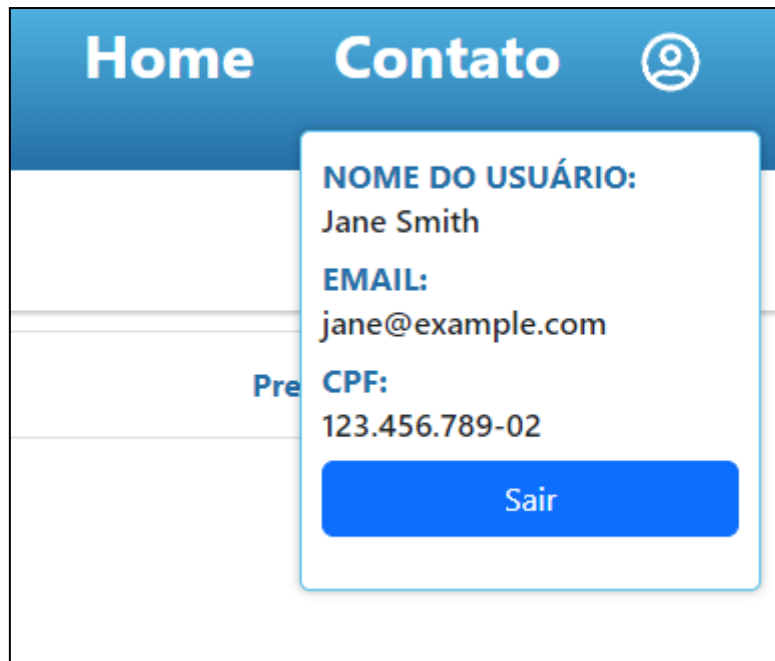 Home Contato
NOME DO USUÁRIO:
Jane Smith
EMAIL:
jane@example.com
Pre CPF:
123.456.789-02
Sair